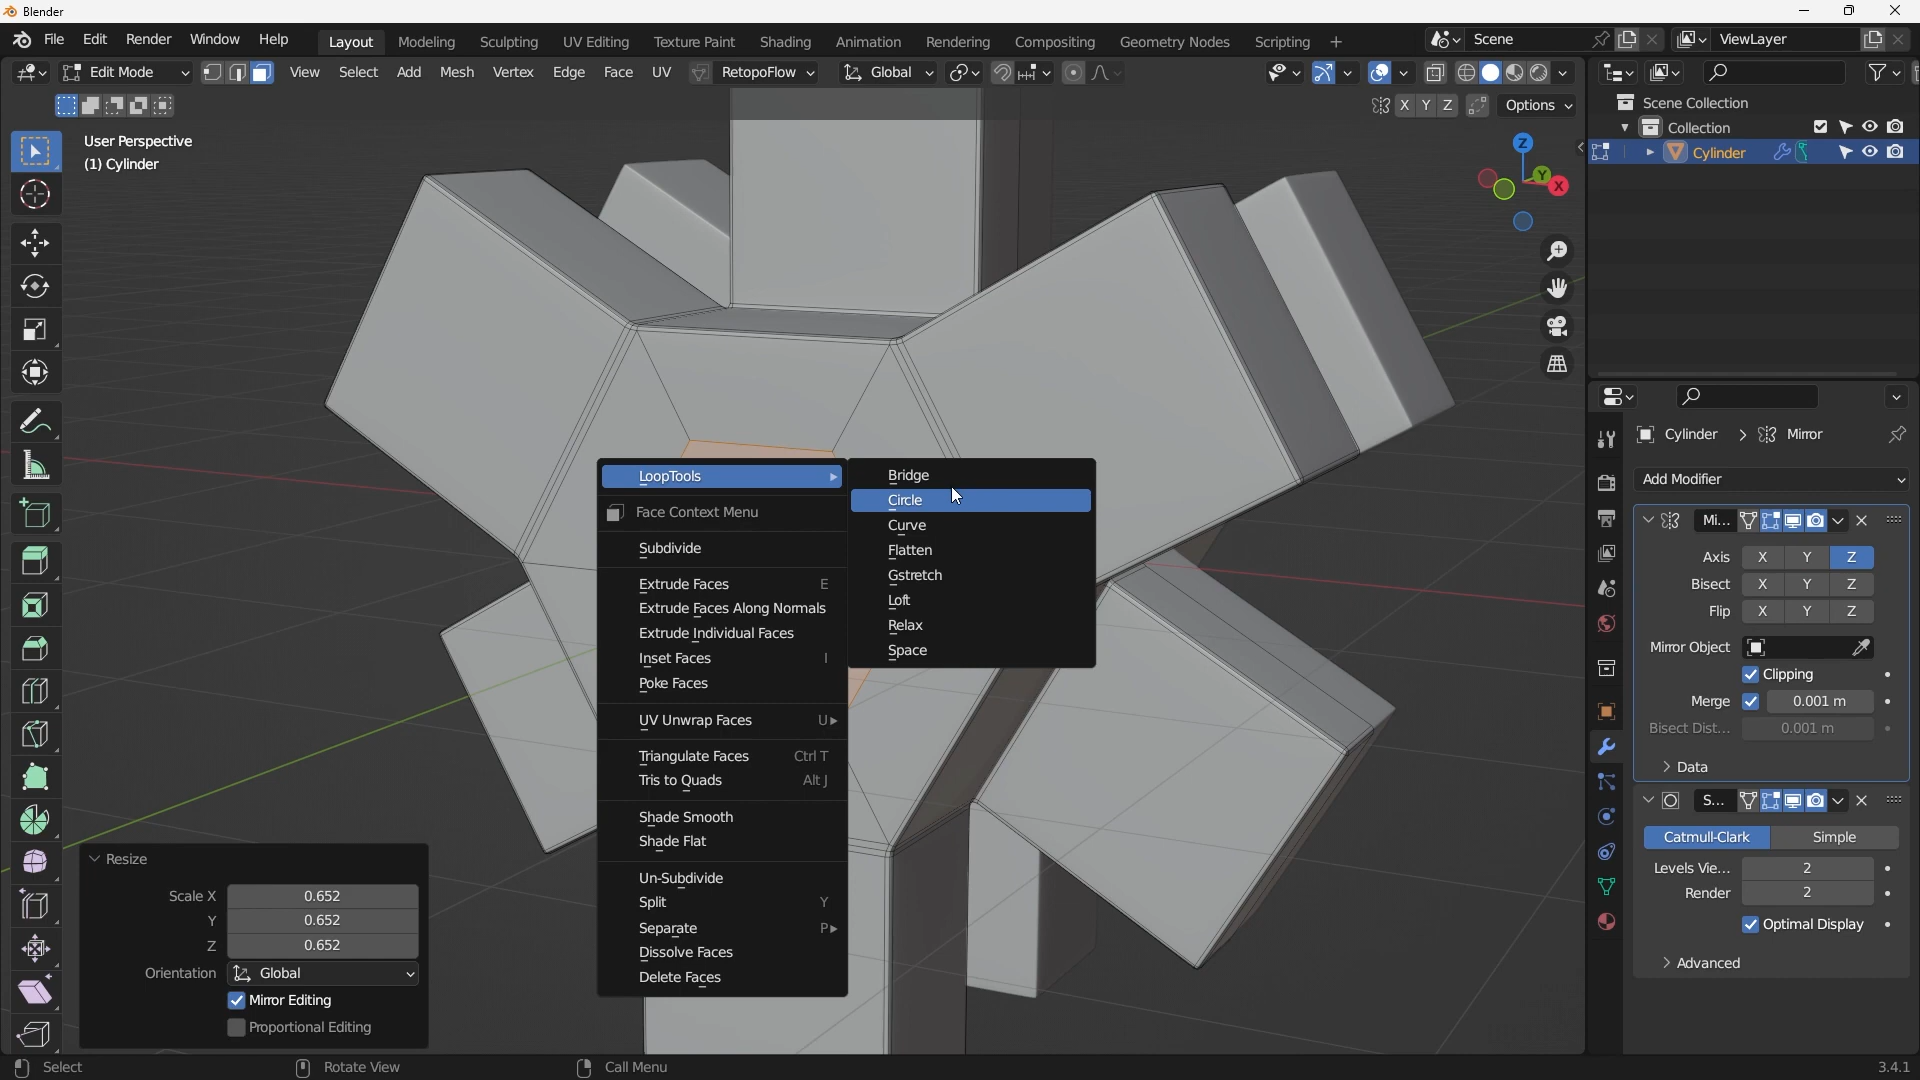 Blender
File Edit Render Window Help Layout Modeling Sculpting UV Editing Texture Paint Shading Animation Rendering Compositing Geometry Nodes Scripting + Scene ViewLayer
Edit Mode View Select Add Mesh Vertex Edge Face UV RetopoFlow Global
X Y Z Options
User Perspective
(1) Cylinder
Z
Y
X
Scene Collection
Collection
Cylinder
Cylinder > Mirror
Add Modifier
Mi...
Axis X Y Z
Bisect X Y Z
Flip X Y Z
Mirror Object
Clipping
Merge 0.001 m
Bisect Dist... 0.001 m
Data
S...
Catmull-Clark Simple
Levels Vie... 2
Render 2
Optimal Display
Advanced
LoopTools
Face Context Menu
Subdivide
Extrude Faces E
Extrude Faces Along Normals
Extrude Individual Faces
Inset Faces I
Poke Faces
UV Unwrap Faces U
Triangulate Faces Ctrl T
Tris to Quads Alt J
Shade Smooth
Shade Flat
Un-Subdivide
Split Y
Separate P
Dissolve Faces
Delete Faces
Bridge
Circle
Curve
Flatten
Gstretch
Loft
Relax
Space
Resize
Scale X 0.652
Y 0.652
Z 0.652
Orientation Global
Mirror Editing
Proportional Editing
Select Rotate View Call Menu 3.4.1